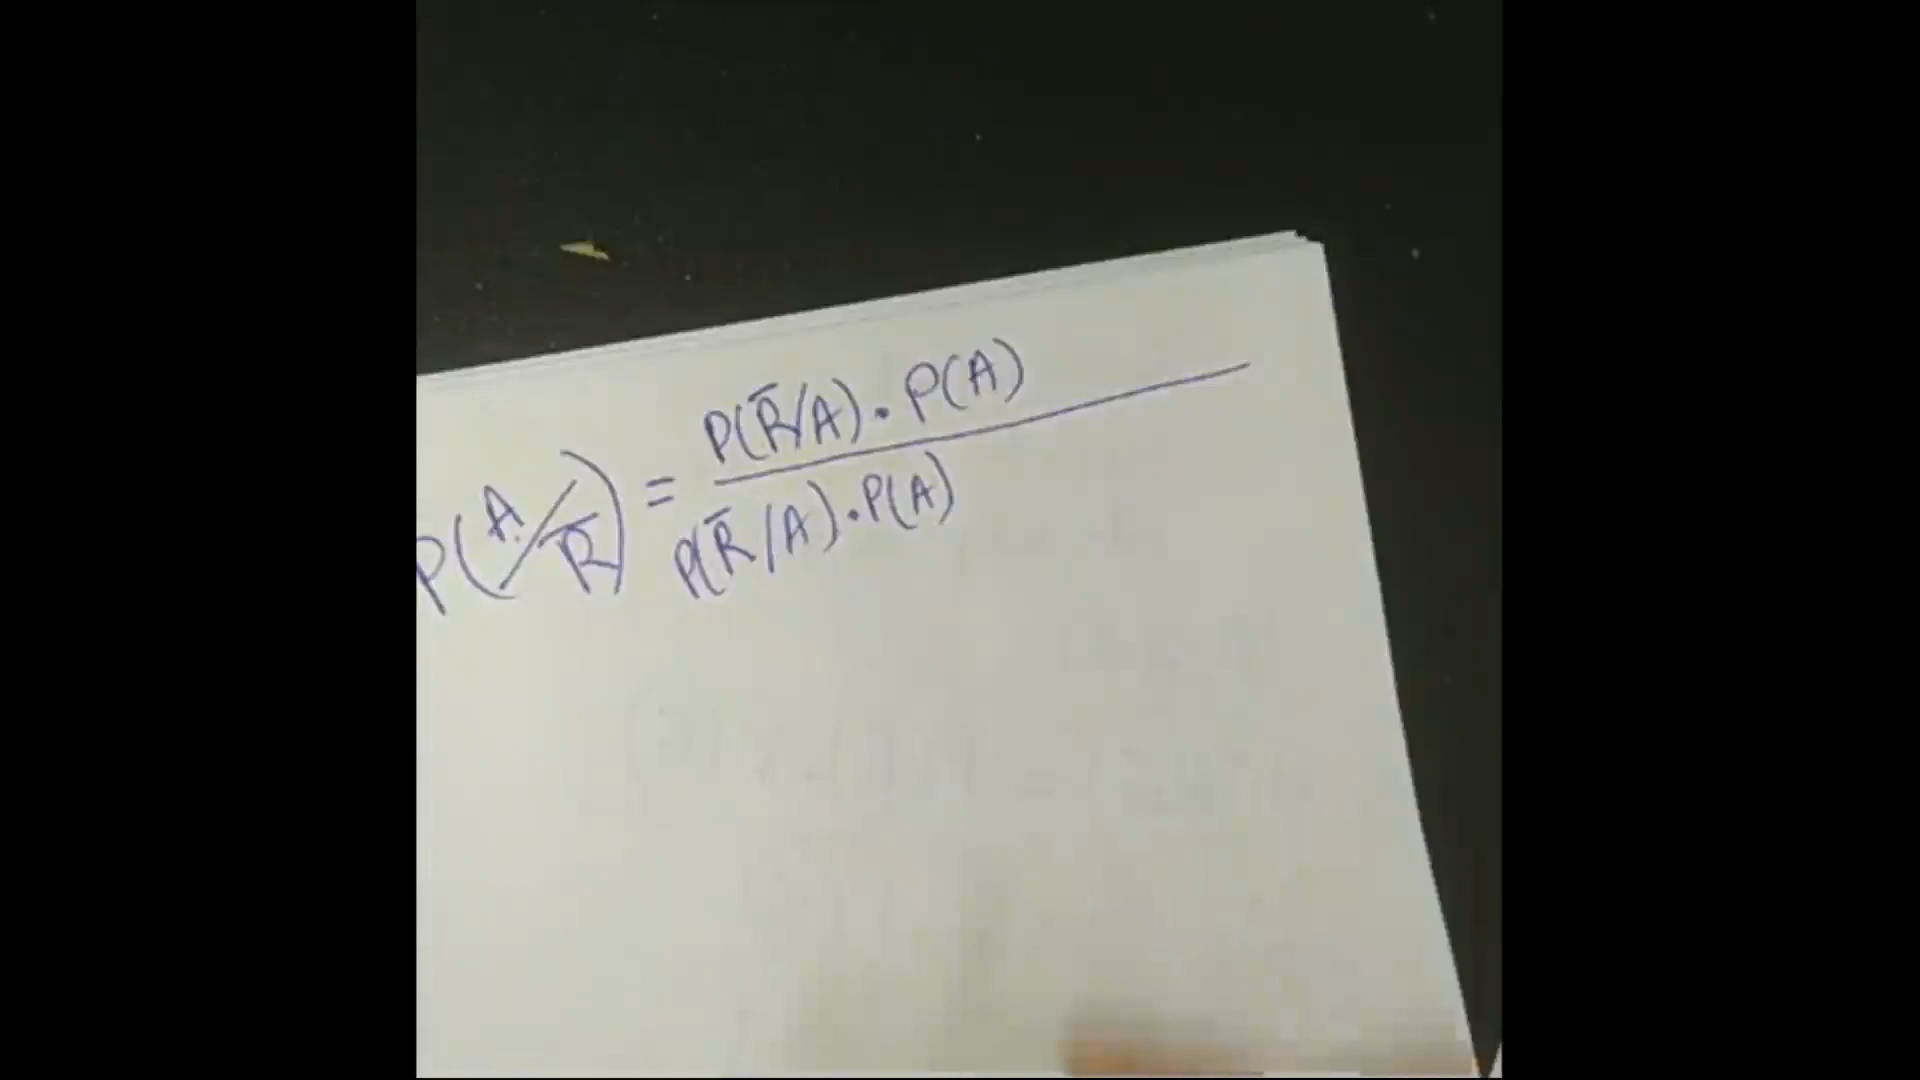 P(A/R̄) = P(R̄/A) · P(A)
P(R̄/A) · P(A)